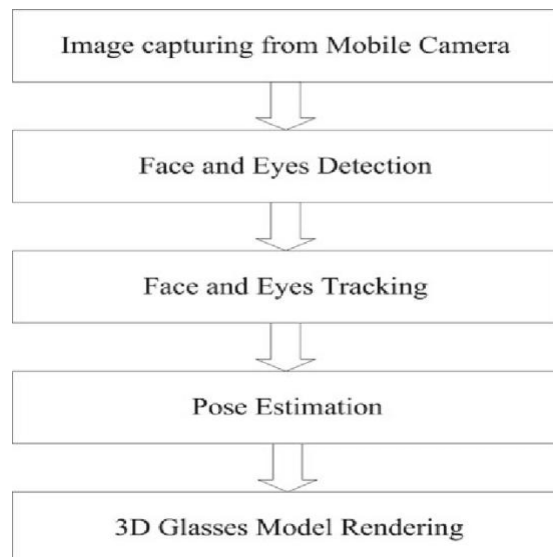 Image capturing from Mobile Camera
Face and Eyes Detection
Face and Eyes Tracking
Pose Estimation
3D Glasses Model Rendering